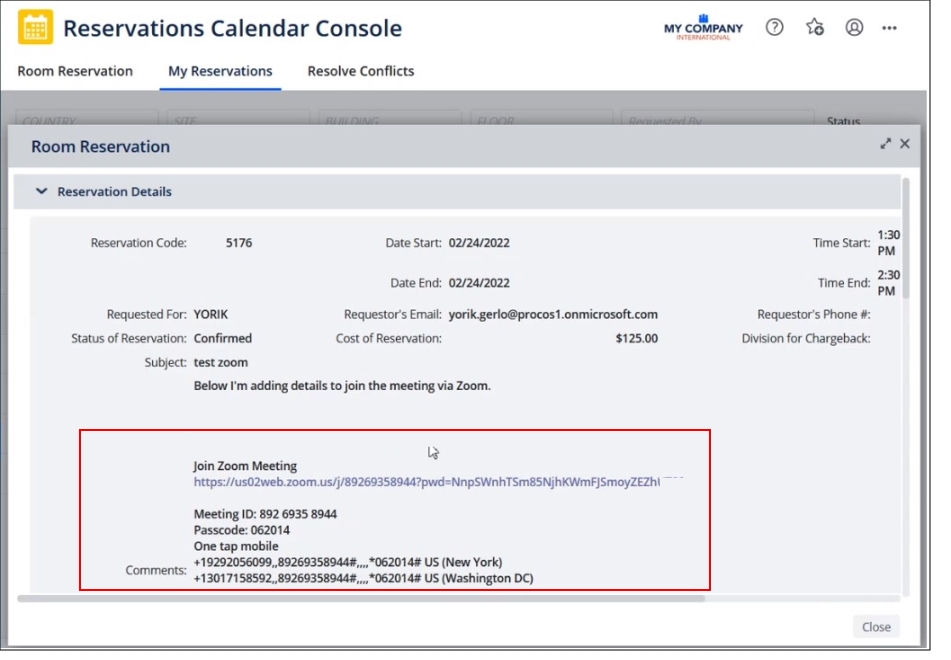 Reservations Calendar Console
MY COMPANY
INTERNATIONAL
Room Reservation My Reservations Resolve Conflicts
COUNTRY SITE BUILDING FLOOR Requested By Status
Room Reservation
Reservation Details
Reservation Code: 5176 Date Start: 02/24/2022 Time Start: 1:30 PM
Date End: 02/24/2022 Time End: 2:30 PM
Requested For: YORIK Requestor's Email: yorik.gerlo@procos1.onmicrosoft.com Requestor's Phone #:
Status of Reservation: Confirmed Cost of Reservation: $125.00 Division for Chargeback:
Subject: test zoom
Below I'm adding details to join the meeting via Zoom.
Join Zoom Meeting
https://us02web.zoom.us/j/89269358944?pwd=NnpSWnhTSm85NjhKWmFJSmoyZEZh
Meeting ID: 892 6935 8944
Passcode: 062014
One tap mobile
+19292056099,,89269358944#,,,,*062014# US (New York)
Comments: +13017158592,,89269358944#,,,,*062014# US (Washington DC)
Close